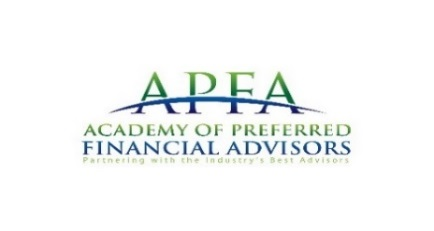 APFA
ACADEMY OF PREFERRED
FINANCIAL ADVISORS
Partnering with the Industry's Best Advisors